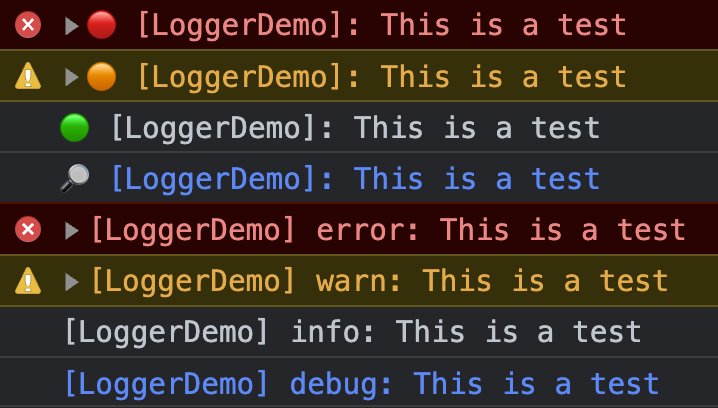 🔴 [LoggerDemo]: This is a test
🟠 [LoggerDemo]: This is a test
🟢 [LoggerDemo]: This is a test
🔎 [LoggerDemo]: This is a test
[LoggerDemo] error: This is a test
[LoggerDemo] warn: This is a test
[LoggerDemo] info: This is a test
[LoggerDemo] debug: This is a test